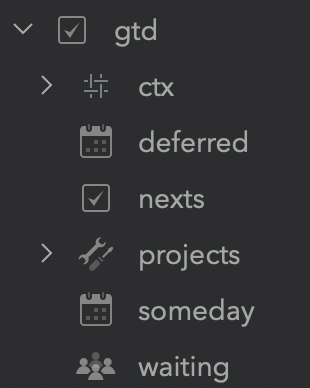 gtd
ctx
deferred
nexts
projects
someday
waiting